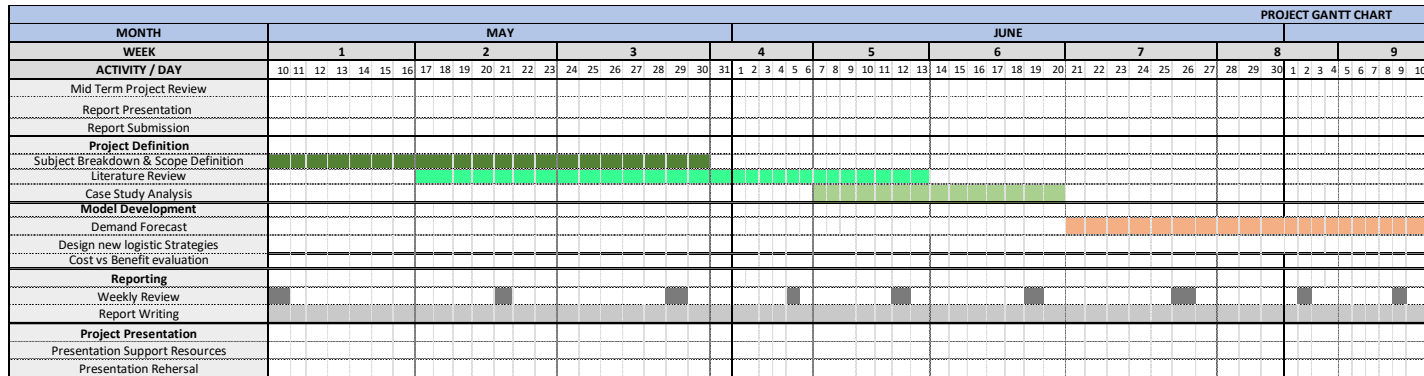 PROJECT GANTT CHART
MONTH MAY JUNE
WEEK 1 2 3 4 5 6 7 8 9
ACTIVITY / DAY 10 11 12 13 14 15 16 17 18 19 20 21 22 23 24 25 26 27 28 29 30 31 1 2 3 4 5 6 7 8 9 10 11 12 13 14 15 16 17 18 19 20 21 22 23 24 25 26 27 28 29 30 1 2 3 4 5 6 7 8 9 10
Mid Term Project Review
Report Presentation
Report Submission
Project Definition
Subject Breakdown & Scope Definition
Literature Review
Case Study Analysis
Model Development
Demand Forecast
Design new logistic Strategies
Cost vs Benefit evaluation
Reporting
Weekly Review
Report Writing
Project Presentation
Presentation Support Resources
Presentation Rehersal